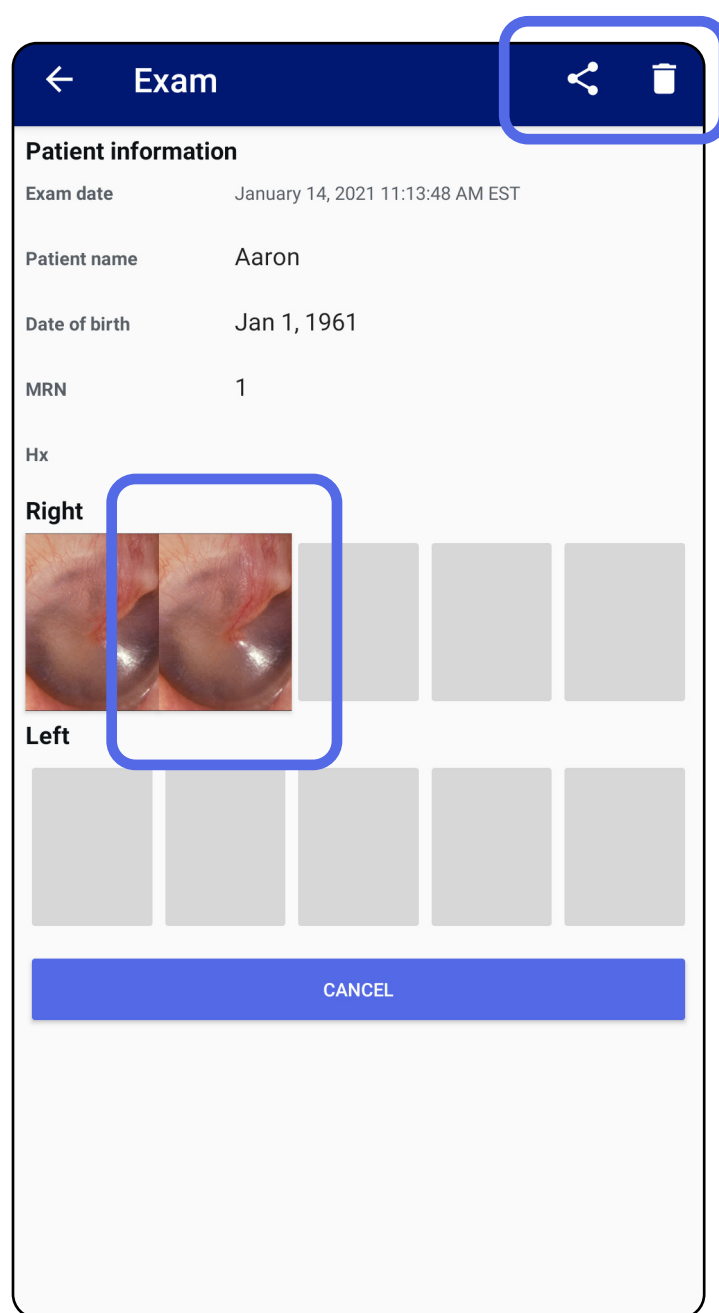 Exam
Patient information
Exam date January 14, 2021 11:13:48 AM EST
Patient name Aaron
Date of birth Jan 1, 1961
MRN 1
Hx
Right
Left
CANCEL